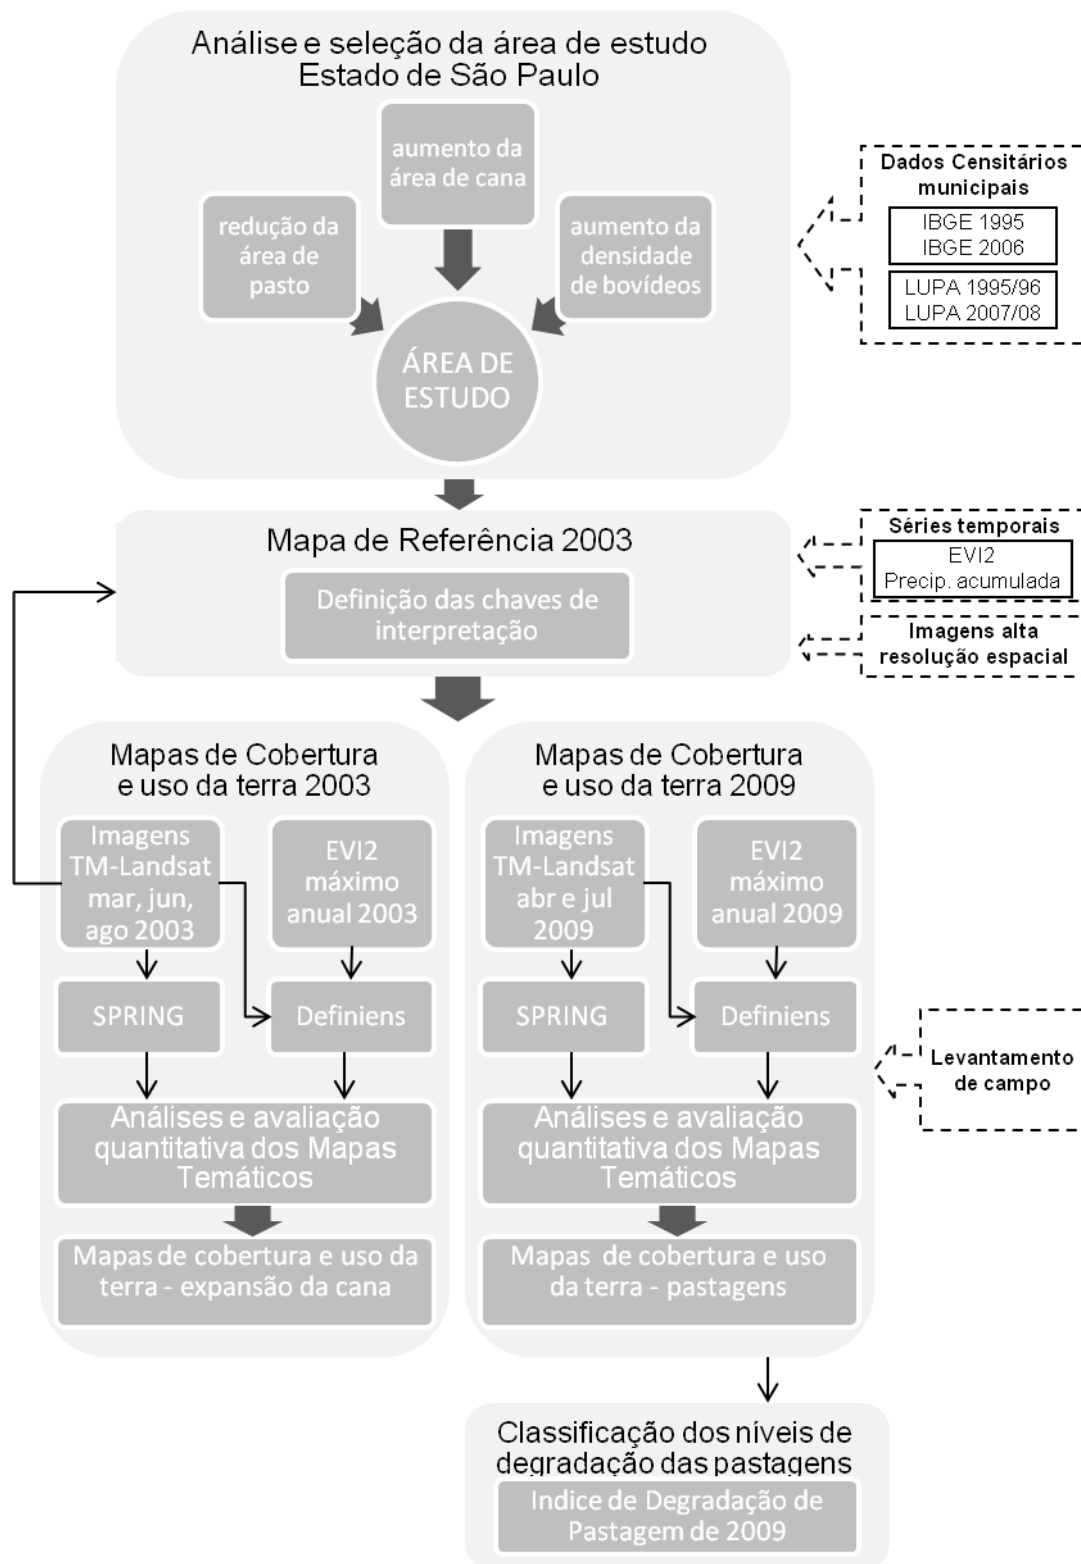 Análise e seleção da área de estudo
Estado de São Paulo
aumento da
área de cana
redução da
área de
pasto
aumento da
densidade
de bovídeos
ÁREA DE
ESTUDO
Dados Censitários
municipais
IBGE 1995
IBGE 2006
LUPA 1995/96
LUPA 2007/08
Mapa de Referência 2003
Definição das chaves de
interpretação
Séries temporais
EVI2
Precip. acumulada
Imagens alta
resolução espacial
Mapas de Cobertura
e uso da terra 2003
Imagens
TM-Landsat
mar, jun,
ago 2003
EVI2
máximo
anual 2003
SPRING
Definiens
Análises e avaliação
quantitativa dos Mapas
Temáticos
Mapas de cobertura e uso da
terra - expansão da cana
Mapas de Cobertura
e uso da terra 2009
Imagens
TM-Landsat
abr e jul
2009
EVI2
máximo
anual 2009
SPRING
Definiens
Análises e avaliação
quantitativa dos Mapas
Temáticos
Mapas de cobertura e uso
da terra - pastagens
Levantamento
de campo
Classificação dos níveis de
degradação das pastagens
Indice de Degradação de
Pastagem de 2009